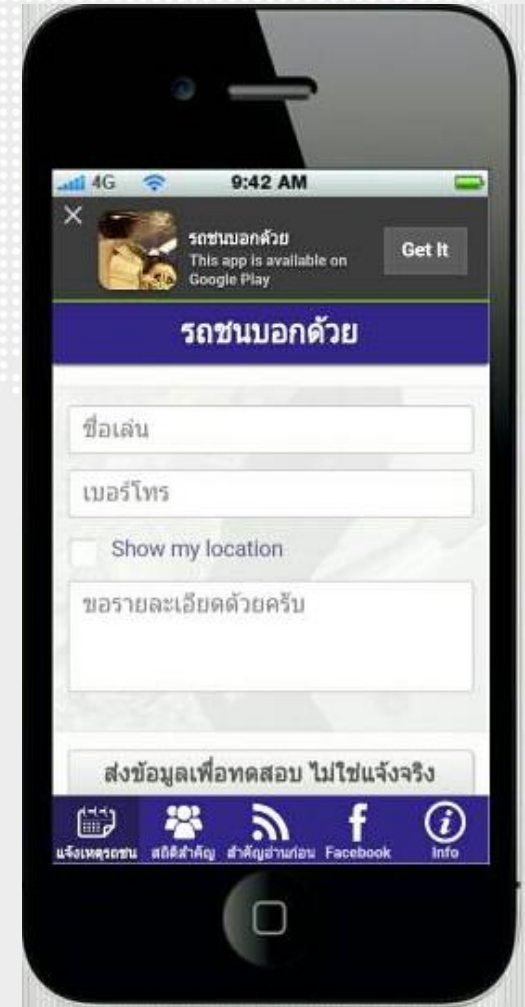 4G 9:42 AM
รถชนบอกด้วย
This app is available on
Google Play
Get It
รถชนบอกด้วย
ชื่อเล่น
เบอร์โทร
Show my location
ขอรายละเอียดด้วยครับ
ส่งข้อมูลเพื่อทดสอบ ไม่ใช่แจ้งจริง
แจ้งเหตุรถชน สถิติสำคัญ สำคัญอ่านก่อน Facebook Info